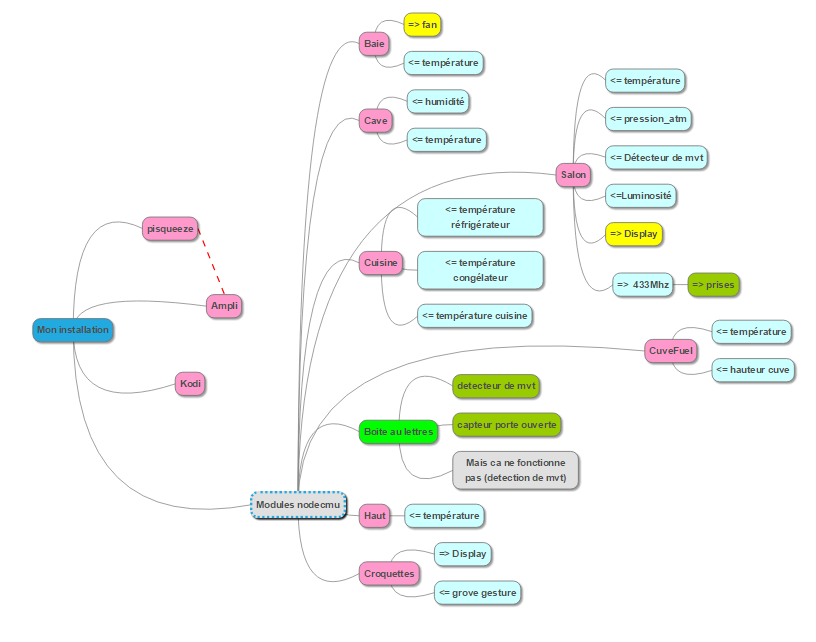 Mon installation
pisqueeze
Ampli
Kodi
Modules nodecmu
Baie
=> fan
<= température
Cave
<= humidité
<= température
Salon
<= température
<= pression_atm
<= Détecteur de mvt
<=Luminosité
=> Display
=> 433Mhz
=> prises
Cuisine
<= température
réfrigérateur
<= température
congélateur
<= température cuisine
CuveFuel
<= température
<= hauteur cuve
Boite au lettres
detecteur de mvt
capteur porte ouverte
Mais ca ne fonctionne
pas (detection de mvt)
Haut
<= température
Croquettes
=> Display
<= grove gesture